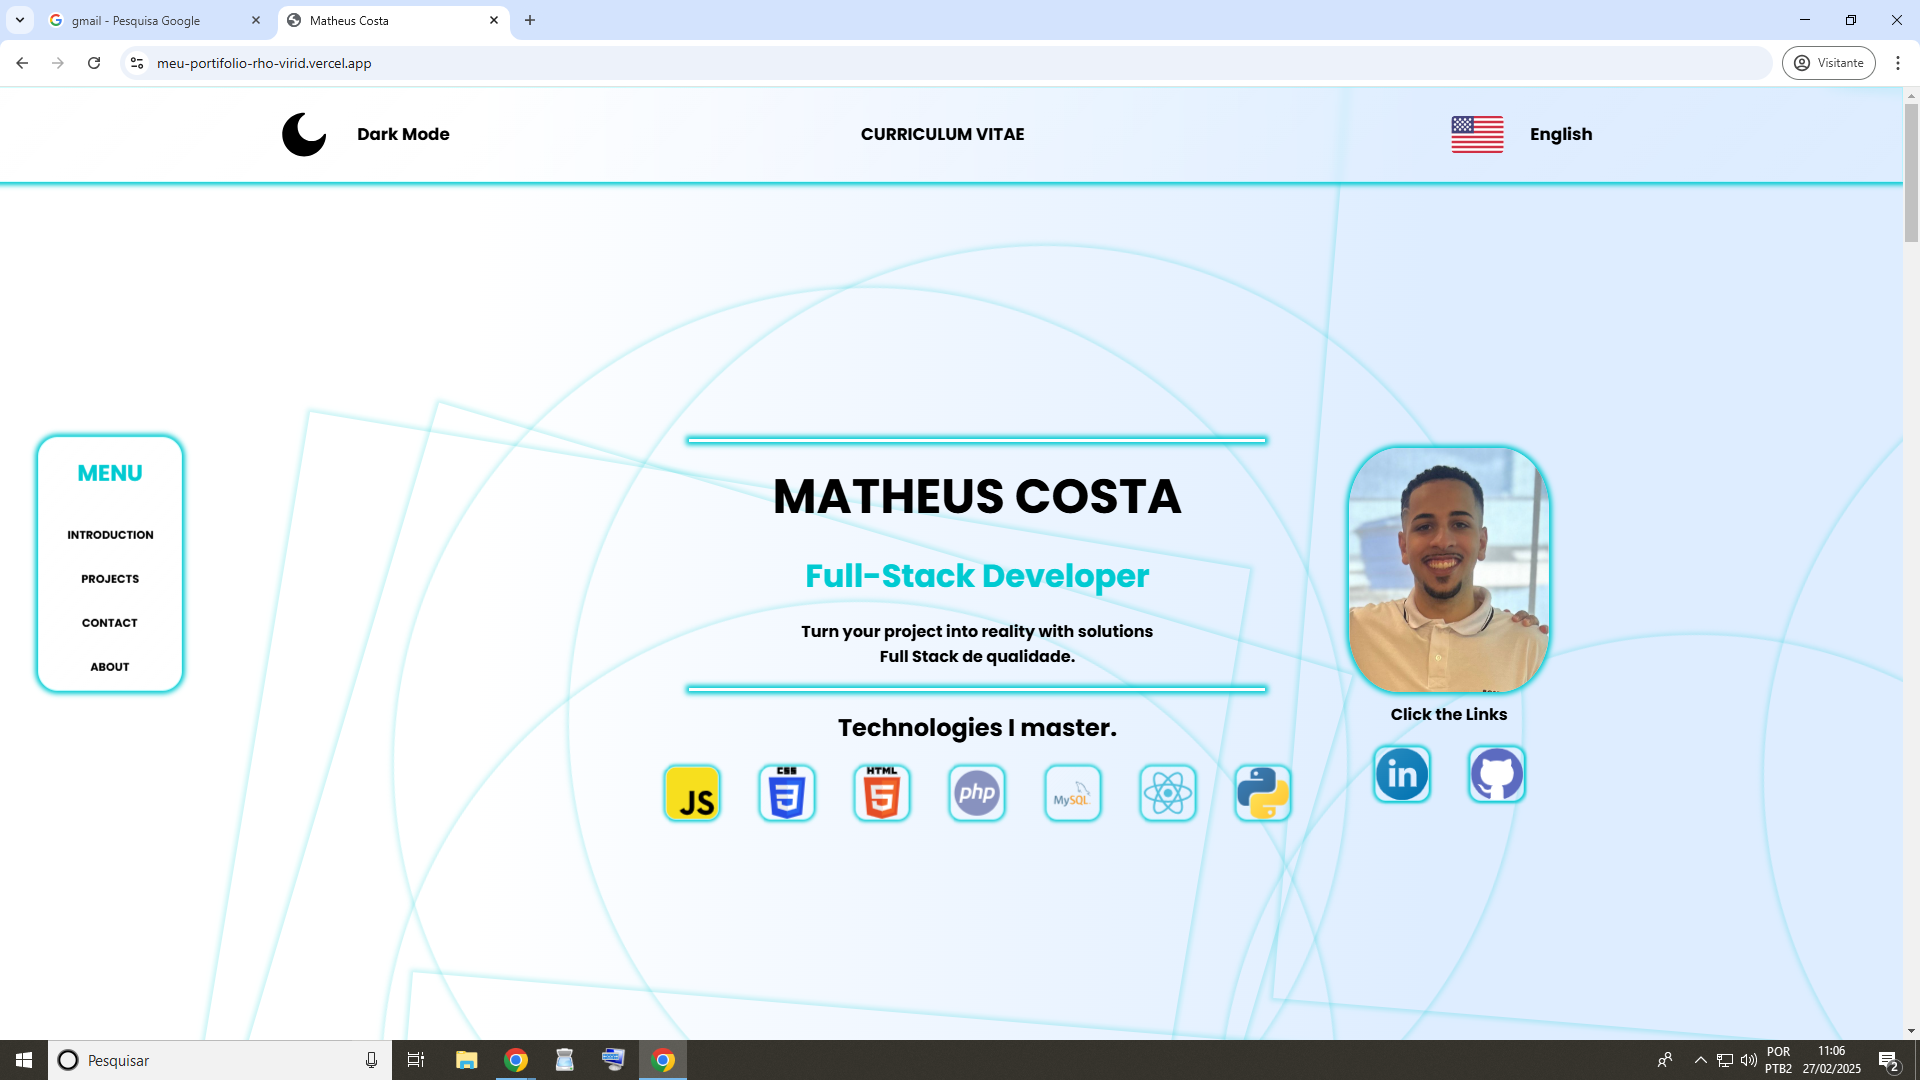 gmail - Pesquisa Google
Matheus Costa
meu-portifolio-rho-virid.vercel.app
Visitante
Dark Mode
CURRICULUM VITAE
English
MENU
INTRODUCTION
PROJECTS
CONTACT
ABOUT
MATHEUS COSTA
Full-Stack Developer
Turn your project into reality with solutions
Full Stack de qualidade.
Technologies I master.
JS
CSS
HTML
php
MySQL
Click the Links
in
Pesquisar
POR
PTB2
11:06
27/02/2025
2